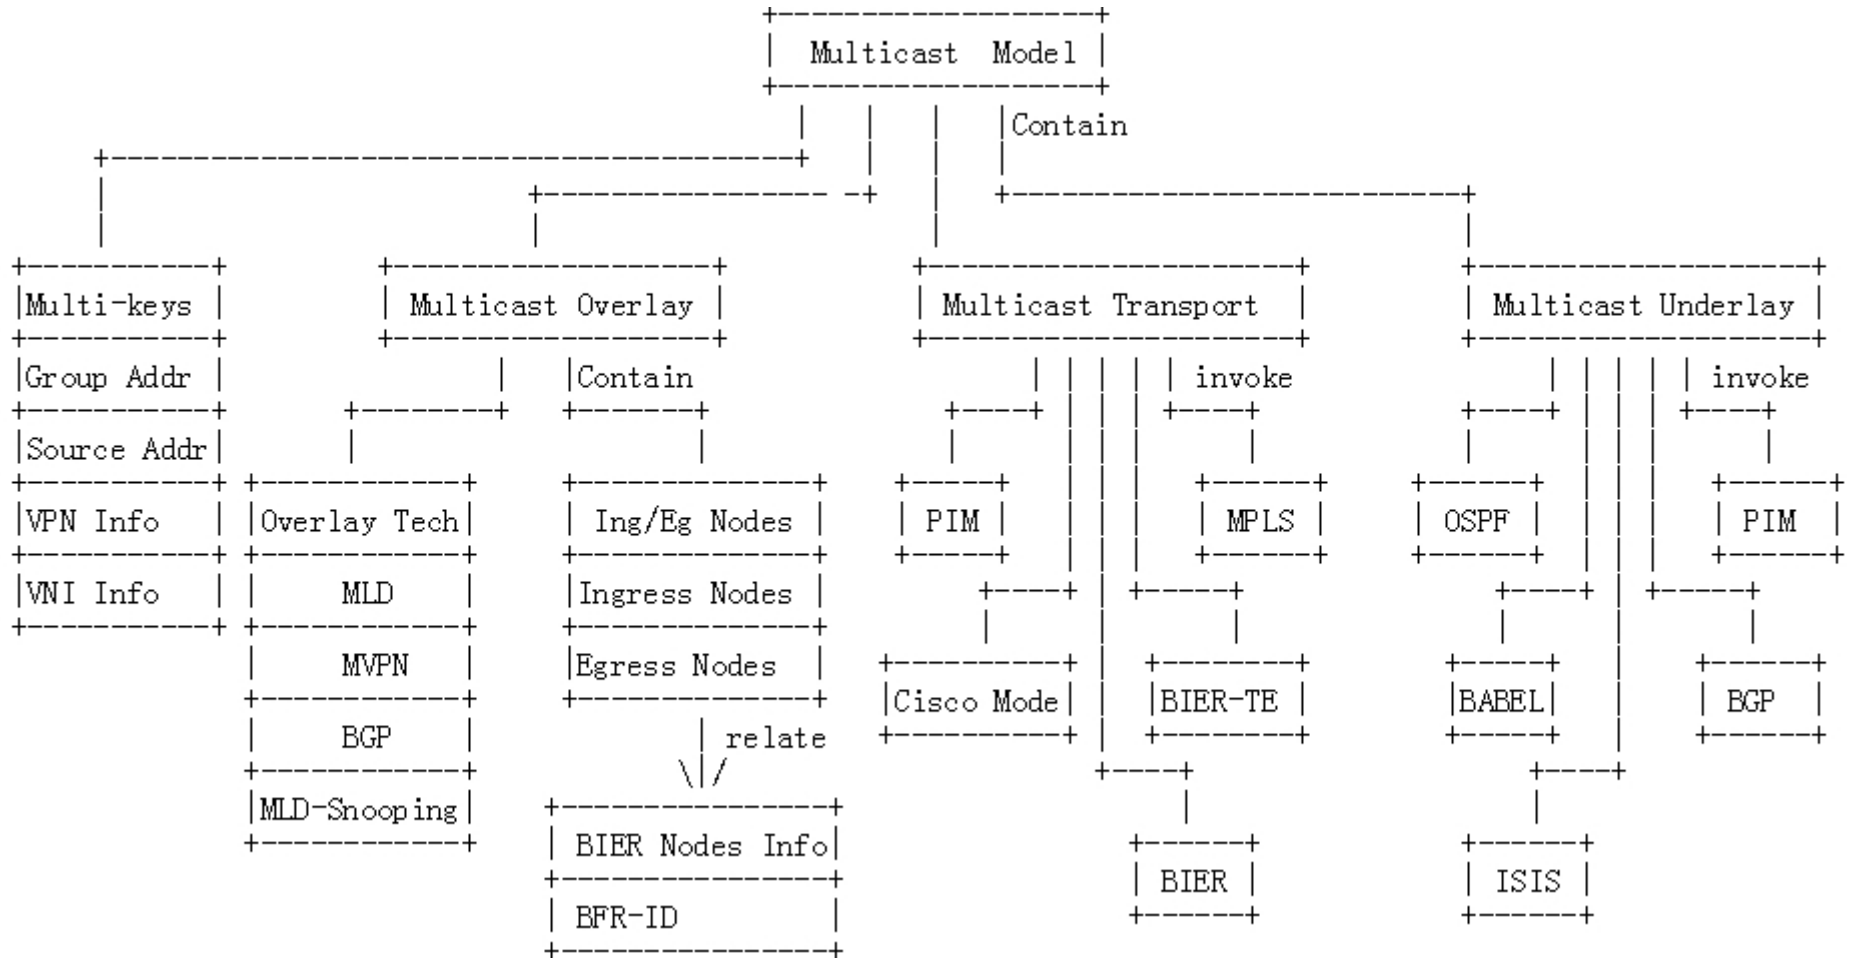 Multicast Model
Contain
Multi-keys Multicast Overlay Multicast Transport Multicast Underlay
Group Addr Contain invoke invoke
Source Addr
VPN Info Overlay Tech Ing/Eg Nodes PIM MPLS OSPF PIM
VNI Info MLD Ingress Nodes
MVPN Egress Nodes
Cisco Mode BIER-TE BABEL BGP
BGP relate
MLD-Snooping
BIER Nodes Info
BIER ISIS
BFR-ID